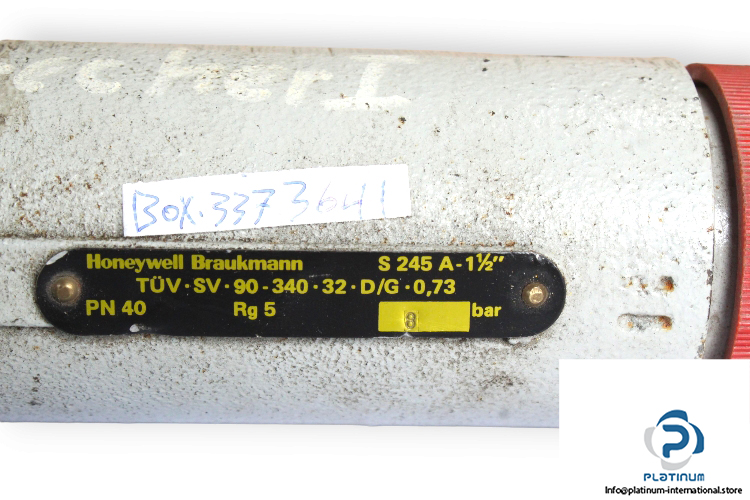 I
Box.3373641
Honeywell Braukmann S 245 A-1½"
TÜV·SV·90-340·32·D/G·0,73
PN 40 Rg 5 8 bar
PLATINUM
Info@platinum-international.store